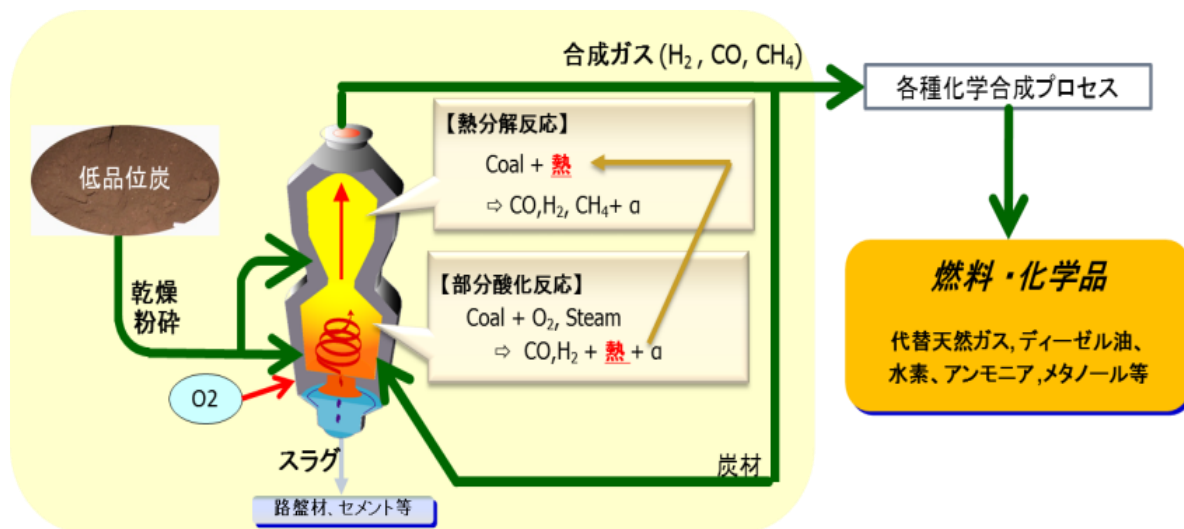 合成ガス (H₂ , CO, CH₄)
各種化学合成プロセス
低品位炭
【熱分解反応】
Coal + 熱
⇨ CO,H₂, CH₄+ α
乾燥
粉砕
【部分酸化反応】
Coal + O₂, Steam
⇨ CO,H₂ + 熱 + α
O2
燃料・化学品
代替天然ガス, ディーゼル油、
水素、アンモニア,メタノール等
スラグ
炭材
路盤材、セメント等